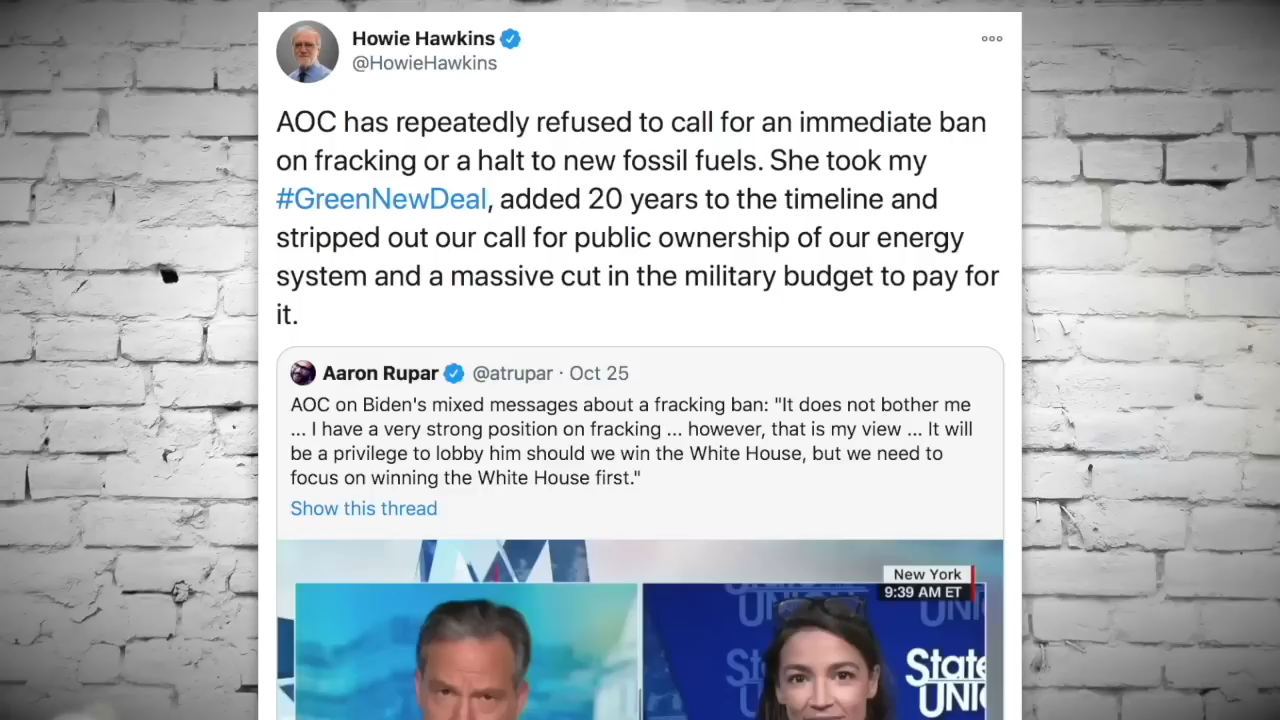 Howie Hawkins
@HowieHawkins
AOC has repeatedly refused to call for an immediate ban
on fracking or a halt to new fossil fuels. She took my
#GreenNewDeal, added 20 years to the timeline and
stripped out our call for public ownership of our energy
system and a massive cut in the military budget to pay for
it.
Aaron Rupar @atrupar · Oct 25
AOC on Biden's mixed messages about a fracking ban: "It does not bother me
... I have a very strong position on fracking ... however, that is my view ... It will
be a privilege to lobby him should we win the White House, but we need to
focus on winning the White House first."
Show this thread
New York
9:39 AM ET
State
UNI